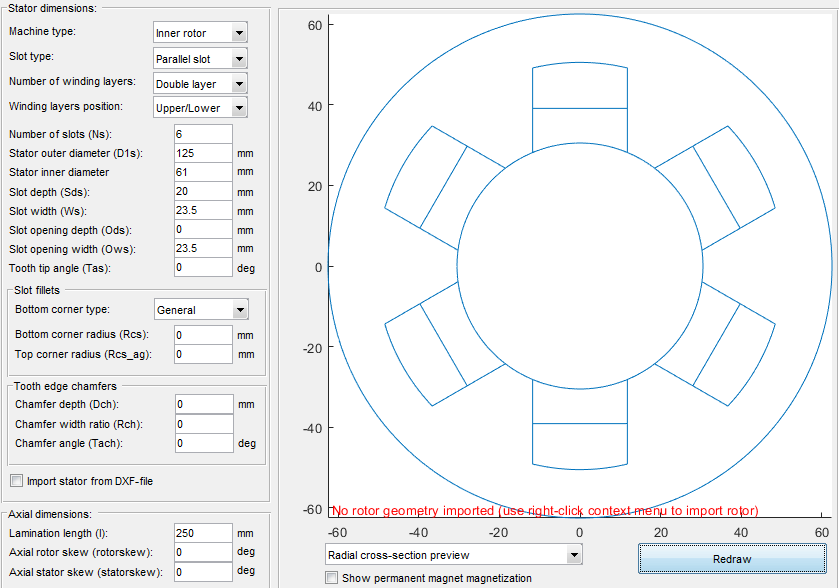 Stator dimensions:
Machine type: Inner rotor
Slot type: Parallel slot
Number of winding layers: Double layer
Winding layers position: Upper/Lower
Number of slots (Ns): 6
Stator outer diameter (D1s): 125 mm
Stator inner diameter 61 mm
Slot depth (Sds): 20 mm
Slot width (Ws): 23.5 mm
Slot opening depth (Ods): 0 mm
Slot opening width (Ows): 23.5 mm
Tooth tip angle (Tas): 0 deg
Slot fillets
Bottom corner type: General
Bottom corner radius (Rcs): 0 mm
Top corner radius (Rcs_ag): 0 mm
Tooth edge chamfers
Chamfer depth (Dch): 0 mm
Chamfer width ratio (Rch): 0
Chamfer angle (Tach): 0 deg
Import stator from DXF-file
Axial dimensions:
Lamination length (l): 250 mm
Axial rotor skew (rotorskew): 0 deg
Axial stator skew (statorskew): 0 deg
60
40
20
0
-20
-40
-60
No rotor geometry imported (use right-click context menu to import rotor)
-60 -40 -20 0 20 40 60
Radial cross-section preview
Redraw
Show permanent magnet magnetization